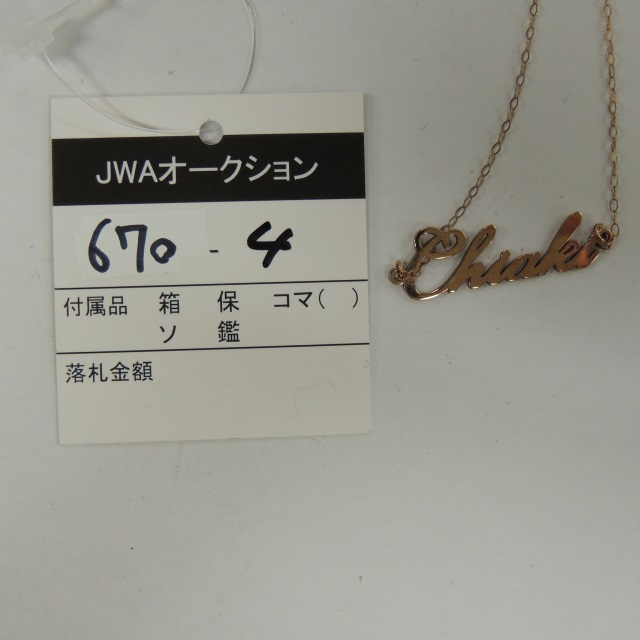 JWAオークション
670 - 4
付属品 箱 保 コマ( )
ソ 鑑
落札金額
Chiaki